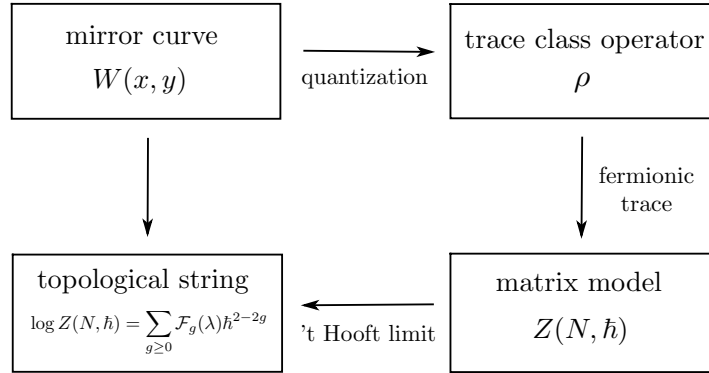 mirror curve
W(x, y)
quantization
trace class operator
ρ
fermionic
trace
topological string
log Z(N, ℏ) = ∑_{g≥0} 𝓕_g(λ)ℏ^{2−2g}
't Hooft limit
matrix model
Z(N, ℏ)